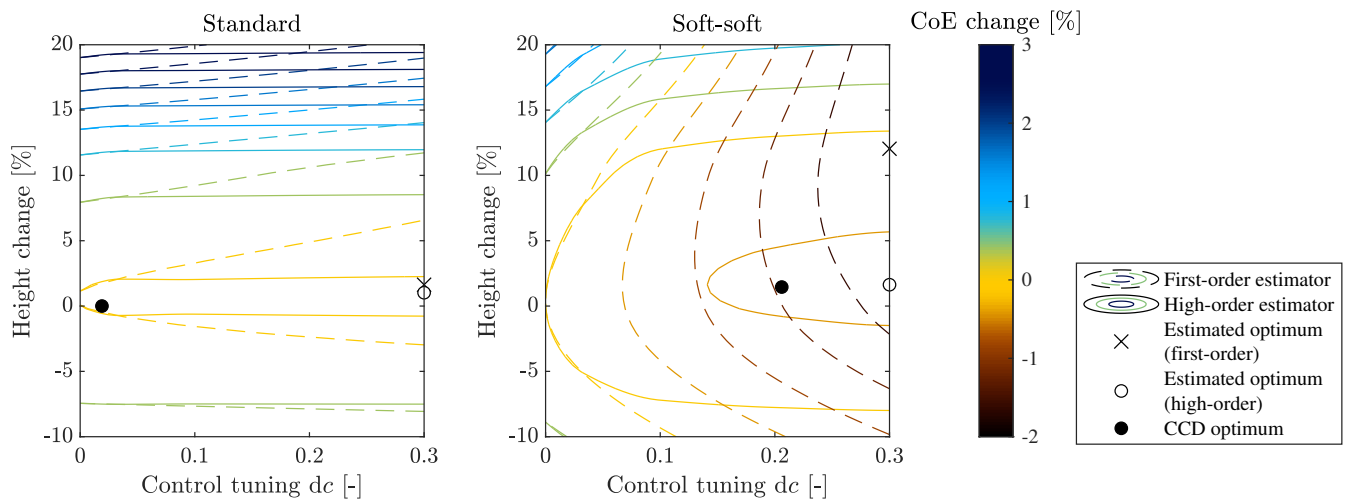 Standard
Soft-soft
CoE change [%]
20
15
10
5
0
-5
-10
Height change [%]
0
0.1
0.2
0.3
Control tuning dc [-]
20
15
10
5
0
-5
-10
Height change [%]
0
0.1
0.2
0.3
Control tuning dc [-]
3
2
1
0
-1
-2
First-order estimator
High-order estimator
Estimated optimum
(first-order)
Estimated optimum
(high-order)
CCD optimum